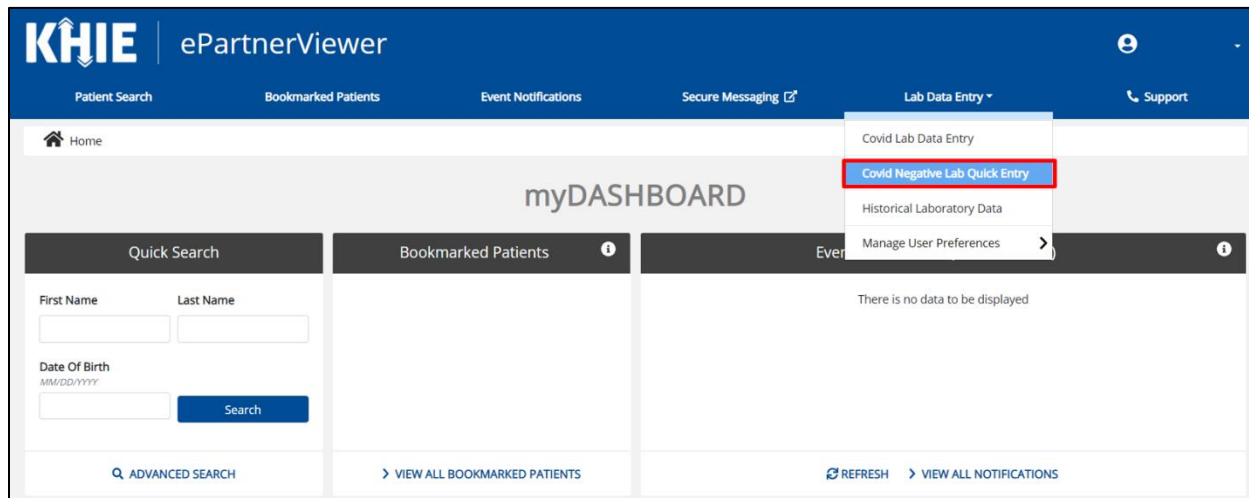 KHIE ePartnerViewer
Patient Search Bookmarked Patients Event Notifications Secure Messaging Lab Data Entry Support
Home
Covid Lab Data Entry
Covid Negative Lab Quick Entry
Historical Laboratory Data
Manage User Preferences
myDASHBOARD
Quick Search
First Name Last Name
Date Of Birth
MM/DD/YYYY
Search
ADVANCED SEARCH
Bookmarked Patients
VIEW ALL BOOKMARKED PATIENTS
There is no data to be displayed
REFRESH VIEW ALL NOTIFICATIONS